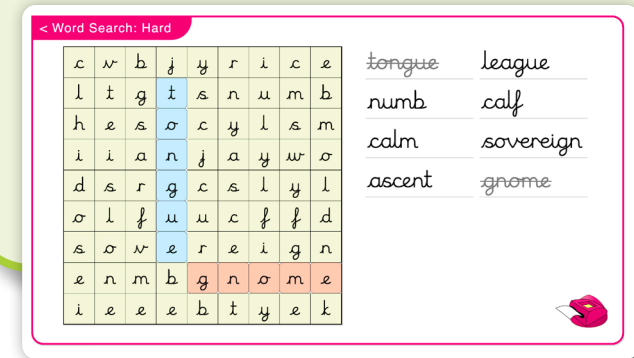 < Word Search: Hard
c v b j y r i c e
l t g t s n u m b
h e s o c y l s m
i i a n j a y w o
d s r g c s l y l
o l f u u c f f d
s o v e r e i g n
e n m b g n o m e
i e e e b t y e k
tongue league
numb calf
calm sovereign
ascent gnome